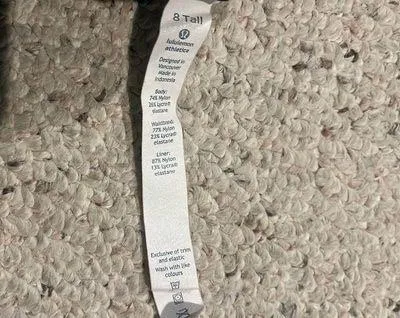 8 Tall
lululemon
athletica
Designed in
Vancouver
Made in
Indonesia
Body:
74% Nylon
26% Lycra®
elastane
Waistband:
77% Nylon
23% Lycra®
elastane
Liner:
87% Nylon
13% Lycra®
elastane
Exclusive of trim
and elastic
Wash with like
colours